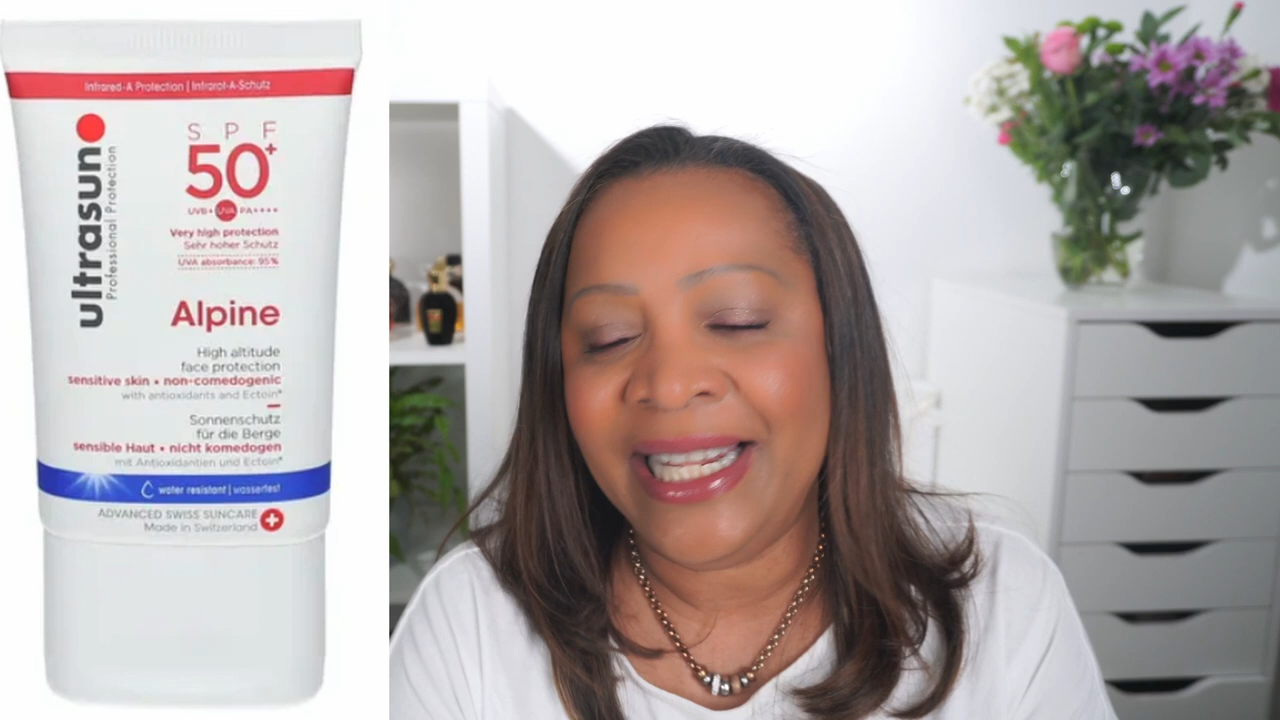 Infrared-A Protection | Infrarot-A-Schutz
ultrasun
Professional Protection
SPF
50+
UVB+ UVA PA++++
Very high protection
Sehr hoher Schutz
UVA absorbance: 95%
Alpine
High altitude
face protection
sensitive skin • non-comedogenic
with antioxidants and Ectoin*
Sonnenschutz
für die Berge
sensible Haut • nicht komedogen
mit Antioxidantien und Ectoin*
water resistant | wasserfest
ADVANCED SWISS SUNCARE
Made in Switzerland